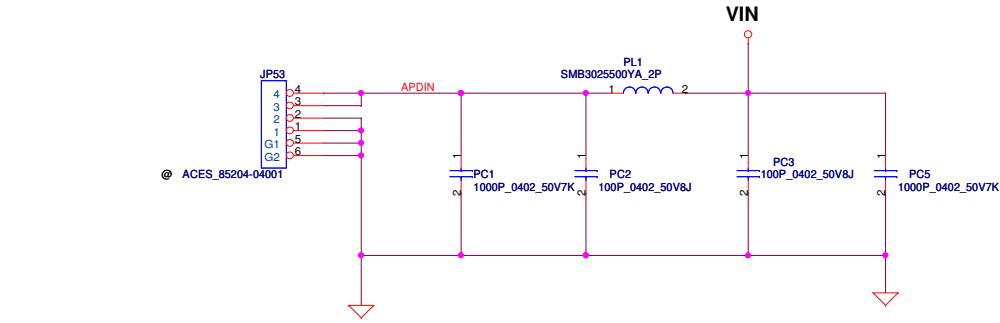 VIN
PL1
SMB3025500YA_2P
JP53
APDIN
1 2
4 4
3 3
2 2
1 1
G1 5
G2 6
@ ACES_85204-04001
1
PC1
1000P_0402_50V7K
2
1
PC2
100P_0402_50V8J
2
1
PC3
100P_0402_50V8J
2
1
PC5
1000P_0402_50V7K
2